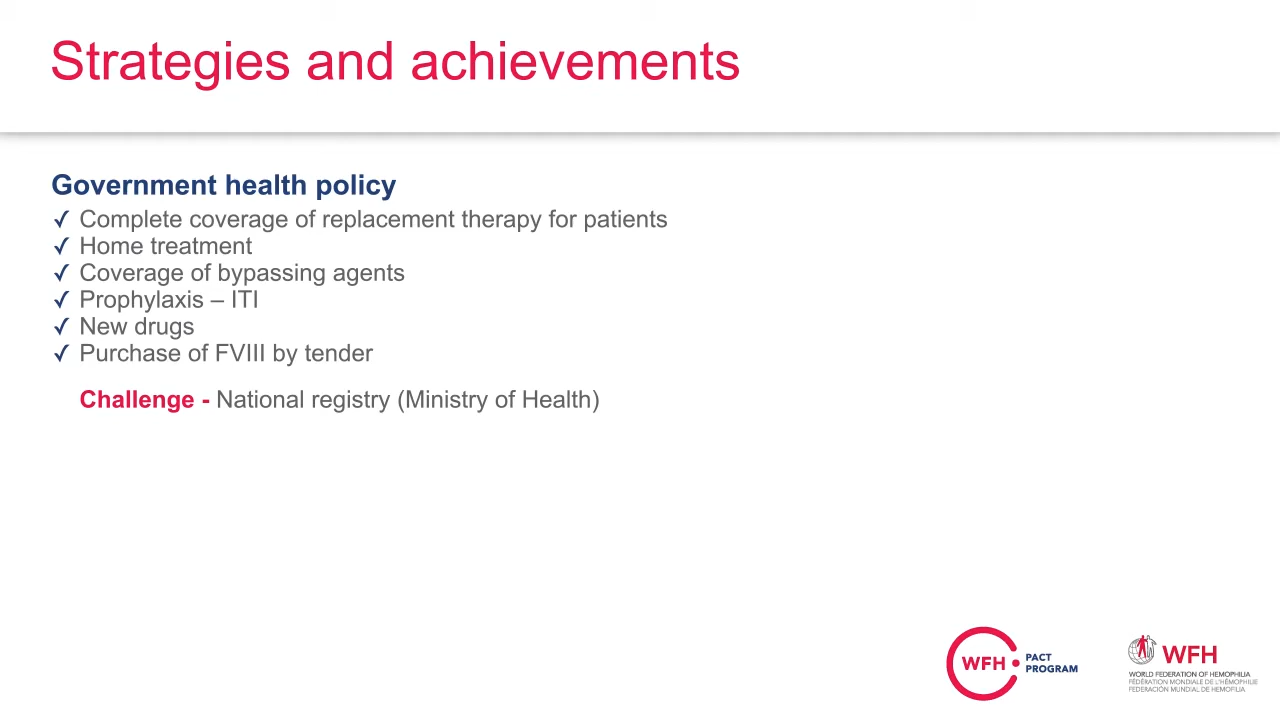 Strategies and achievements
Government health policy
✓ Complete coverage of replacement therapy for patients
✓ Home treatment
✓ Coverage of bypassing agents
✓ Prophylaxis – ITI
✓ New drugs
✓ Purchase of FVIII by tender
Challenge - National registry (Ministry of Health)
WFH
PACT
PROGRAM
WFH
WORLD FEDERATION OF HEMOPHILIA
FÉDÉRATION MONDIALE DE L'HÉMOPHILIE
FEDERACIÓN MUNDIAL DE HEMOFILIA